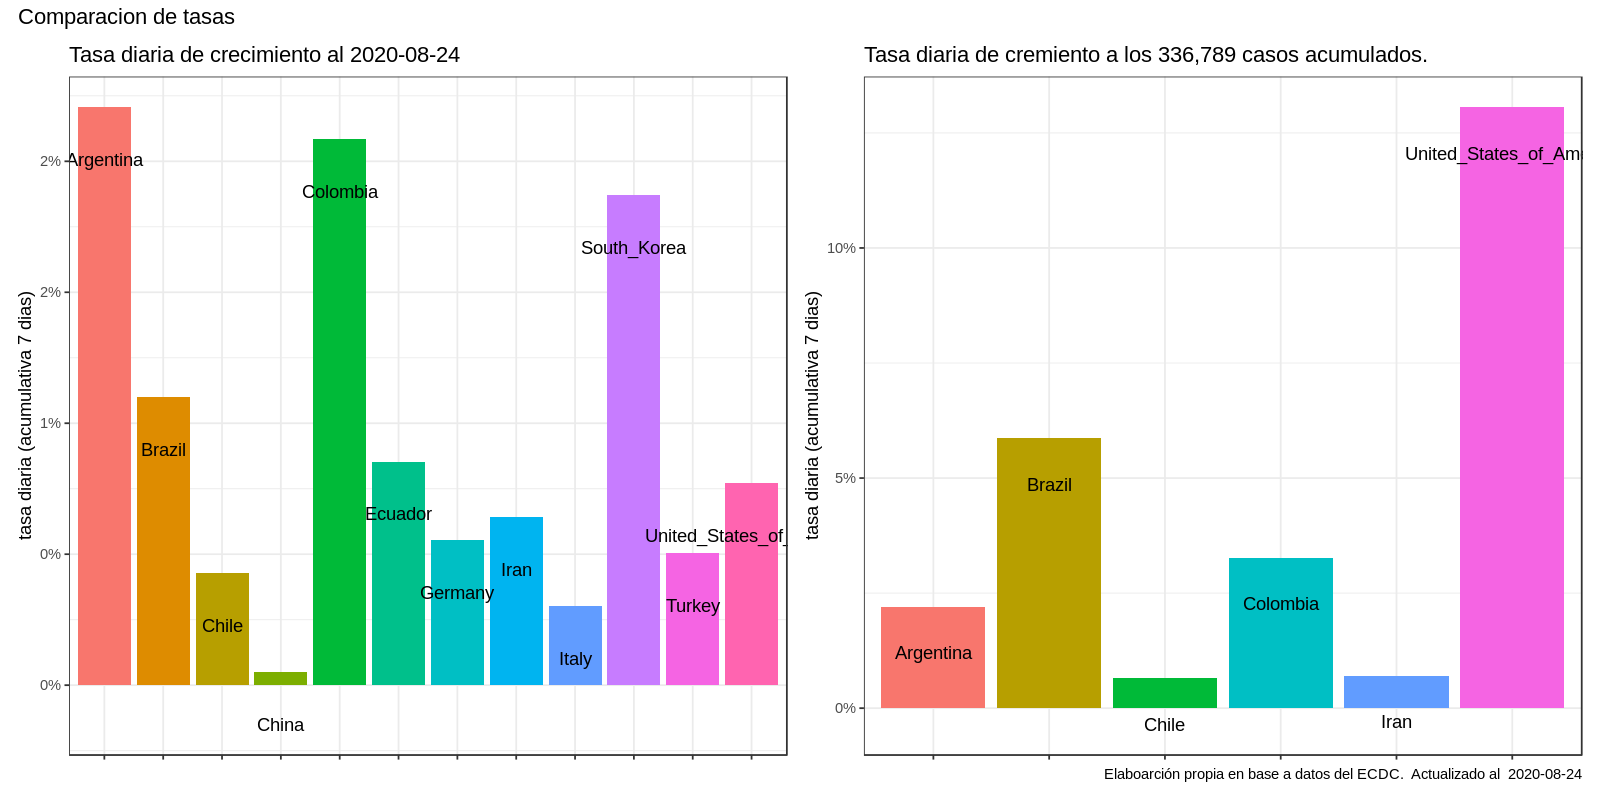 Comparacion de tasas
Tasa diaria de crecimiento al 2020-08-24
tasa diaria (acumulativa 7 dias)
2%
2%
1%
0%
0%
Argentina
Brazil
Chile
China
Colombia
Ecuador
Germany
Iran
Italy
South_Korea
Turkey
United_States_of_
Tasa diaria de cremiento a los 336,789 casos acumulados.
tasa diaria (acumulativa 7 dias)
10%
5%
0%
Argentina
Brazil
Chile
Colombia
Iran
United_States_of_Am
Elaboarción propia en base a datos del ECDC. Actualizado al 2020-08-24